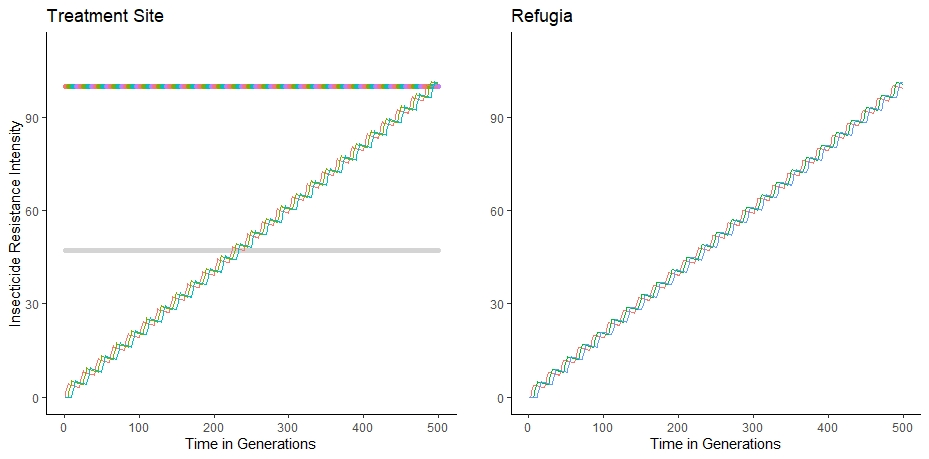 Treatment Site
Refugia
Insecticide Resistance Intensity
90
60
30
0
0 100 200 300 400 500
Time in Generations
90
60
30
0
0 100 200 300 400 500
Time in Generations